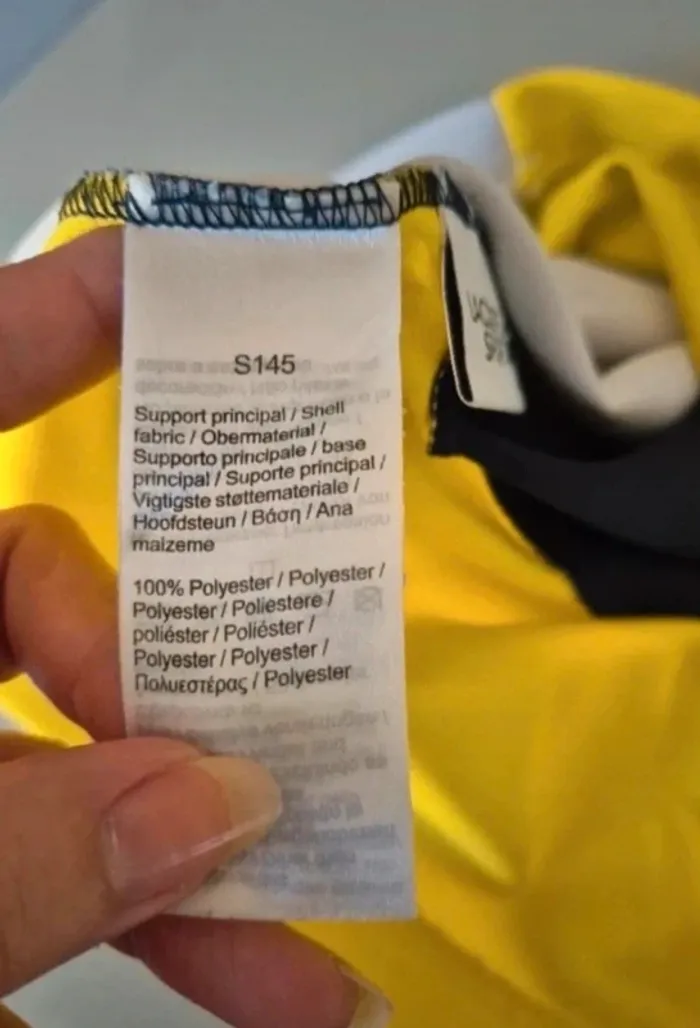 S145
Support principal / Shell
fabric / Obermaterial /
Supporto principale / base
principal / Suporte principal /
Vigtigste støttemateriale /
Hoofdsteun / Βάση / Ana
malzeme
100% Polyester / Polyester /
Polyester / Poliestere /
poliéster / Poliéster /
Polyester / Polyester /
Πολυεστέρας / Polyester